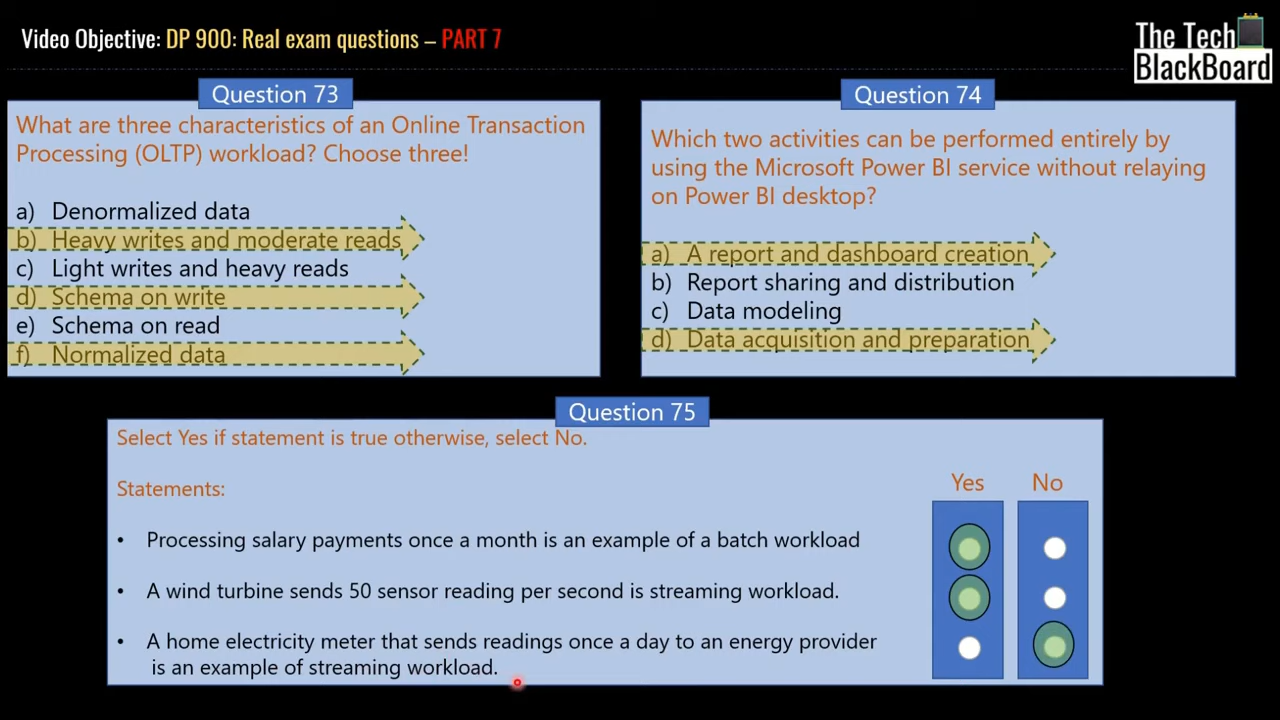 Video Objective: DP 900: Real exam questions – PART 7
The Tech
BlackBoard
Question 73
What are three characteristics of an Online Transaction
Processing (OLTP) workload? Choose three!
a) Denormalized data
b) Heavy writes and moderate reads
c) Light writes and heavy reads
d) Schema on write
e) Schema on read
f) Normalized data
Question 74
Which two activities can be performed entirely by
using the Microsoft Power BI service without relaying
on Power BI desktop?
a) A report and dashboard creation
b) Report sharing and distribution
c) Data modeling
d) Data acquisition and preparation
Question 75
Select Yes if statement is true otherwise, select No.
Statements:
Yes No
• Processing salary payments once a month is an example of a batch workload
• A wind turbine sends 50 sensor reading per second is streaming workload.
• A home electricity meter that sends readings once a day to an energy provider
is an example of streaming workload.